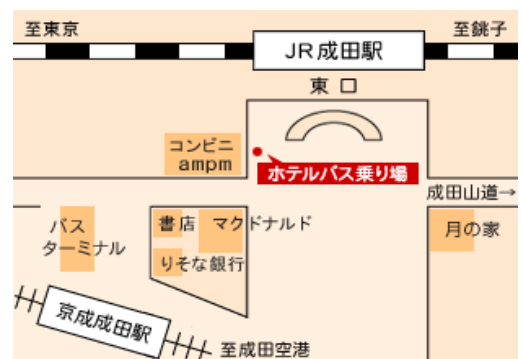 至東京
至銚子
JR成田駅
東口
コンビニ
ampm
ホテルバス乗り場
成田山道→
バス
ターミナル
書店
マクドナルド
月の家
りそな銀行
京成成田駅
至成田空港